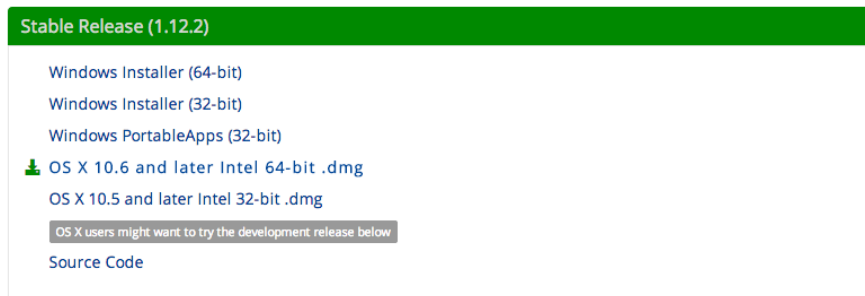 Stable Release (1.12.2)
Windows Installer (64-bit)
Windows Installer (32-bit)
Windows PortableApps (32-bit)
OS X 10.6 and later Intel 64-bit .dmg
OS X 10.5 and later Intel 32-bit .dmg
OS X users might want to try the development release below
Source Code